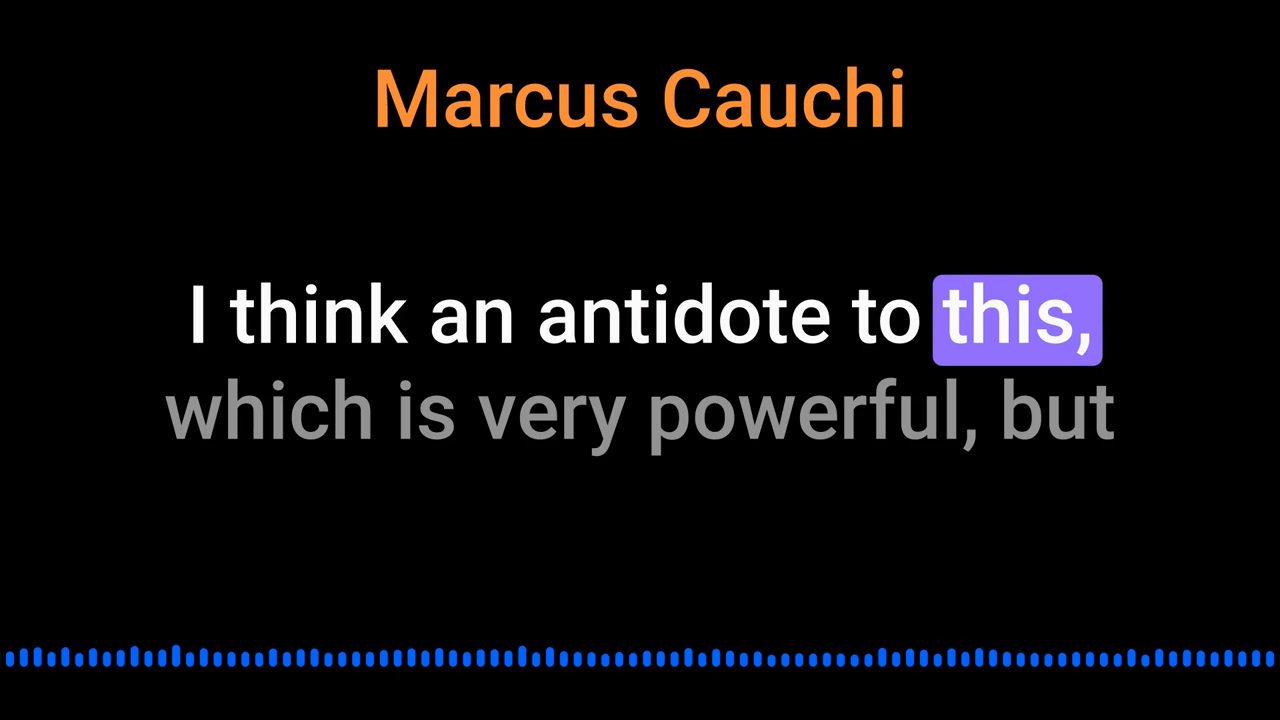 Marcus Cauchi
I think an antidote to this,
which is very powerful, but